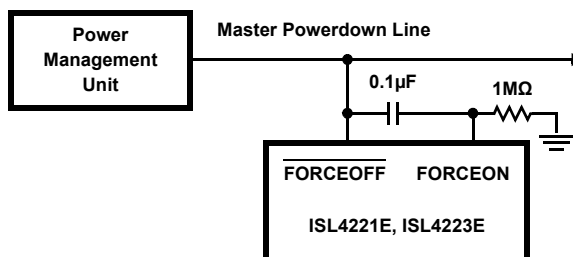 Power
Management
Unit
Master Powerdown Line
0.1µF
1MΩ
FORCEOFF
FORCEON
ISL4221E, ISL4223E